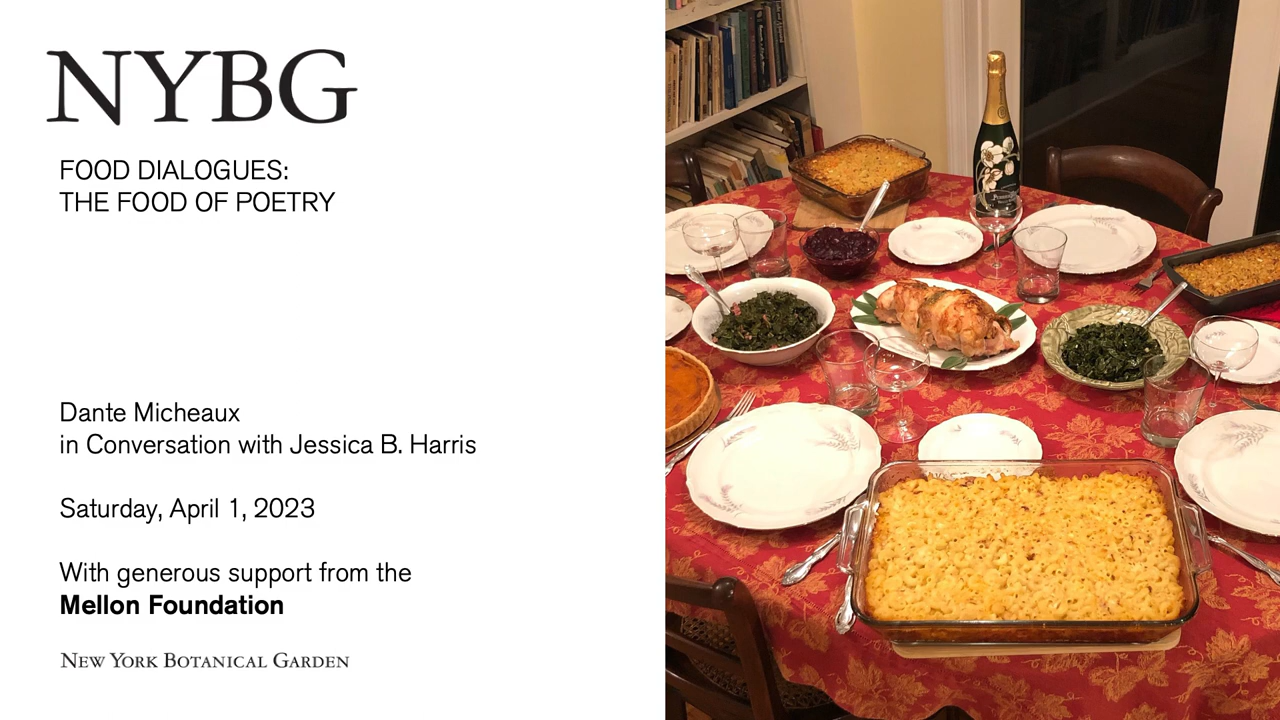 NYBG
FOOD DIALOGUES:
THE FOOD OF POETRY
Dante Micheaux
in Conversation with Jessica B. Harris
Saturday, April 1, 2023
With generous support from the
Mellon Foundation
New York Botanical Garden